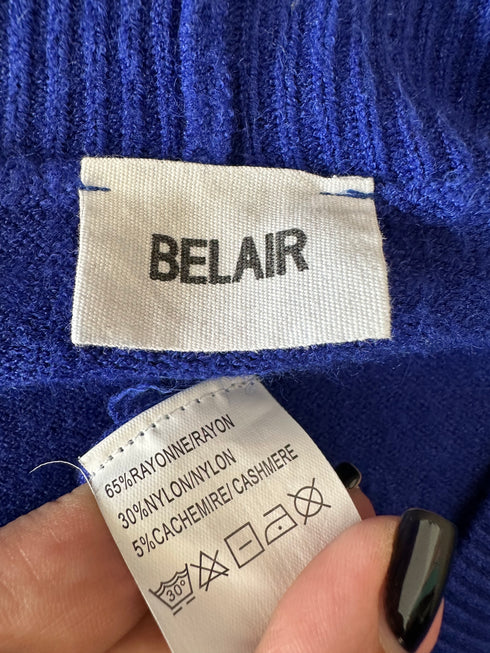 BELAIR
65%RAYONNE/RAYON
30%NYLON/NYLON
5%CACHEMIRE/CASHMERE
30°